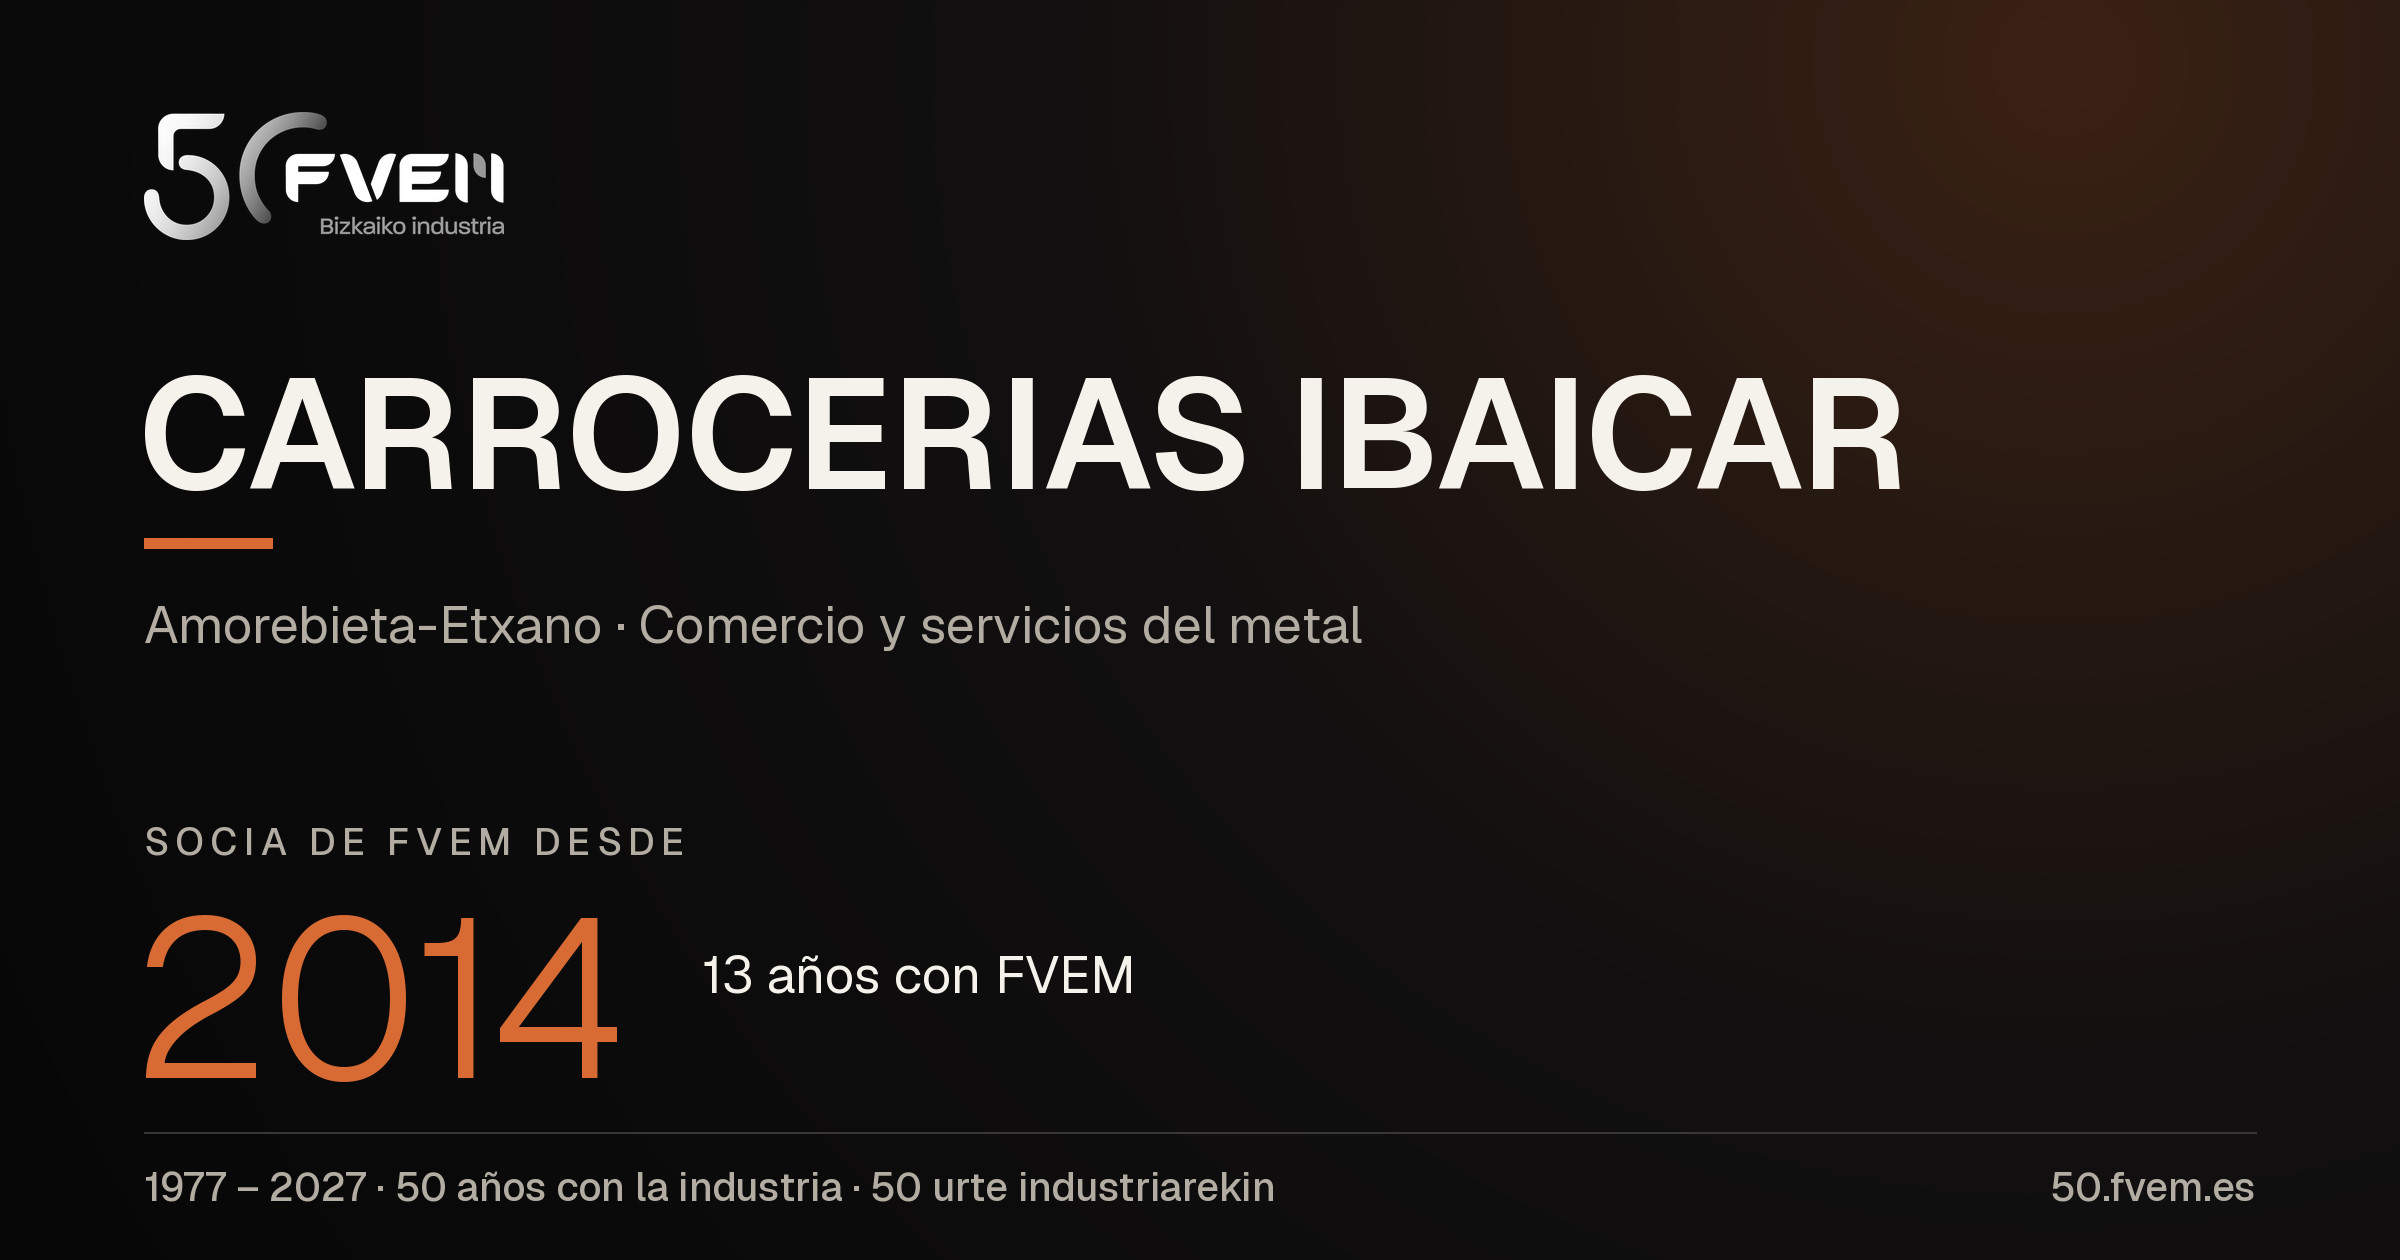 50 FVEM
Bizkaiko industria
CARROCERIAS IBAICAR
Amorebieta-Etxano · Comercio y servicios del metal
SOCIA DE FVEM DESDE
2014
13 años con FVEM
1977 – 2027 · 50 años con la industria · 50 urte industriarekin
50.fvem.es